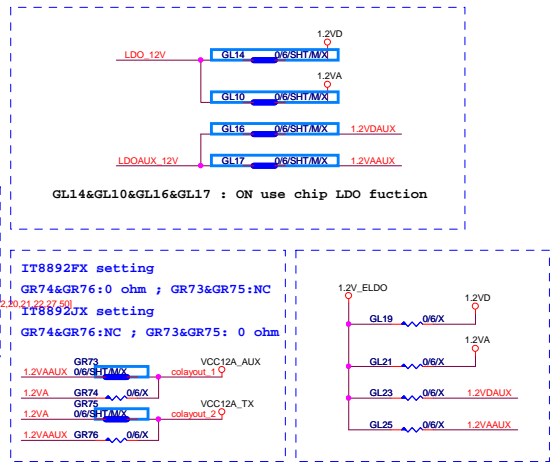 1.2VD
LDO_12V GL14 0/6/SHT/M/X
1.2VA
GL10 0/6/SHT/M/X
GL16 0/6/SHT/M/X 1.2VDAUX
LDOAUX_12V GL17 0/6/SHT/M/X 1.2VAAUX
GL14&GL10&GL16&GL17 : ON use chip LDO fuction
IT8892FX setting
GR74&GR76:0 ohm ; GR73&GR75:NC
2,20,21,22,27,50]
IT8892JX setting
GR74&GR76:NC ; GR73&GR75: 0 ohm
GR73 VCC12A_AUX
1.2VAAUX 0/6/SHT/M/X colayout_1
1.2VA GR74 0/6/X
GR75 VCC12A_TX
1.2VA 0/6/SHT/M/X colayout_2
1.2VAAUX GR76 0/6/X
1.2V_ELDO
1.2VD
GL19 0/6/X
1.2VA
GL21 0/6/X
GL23 0/6/X 1.2VDAUX
GL25 0/6/X 1.2VAAUX